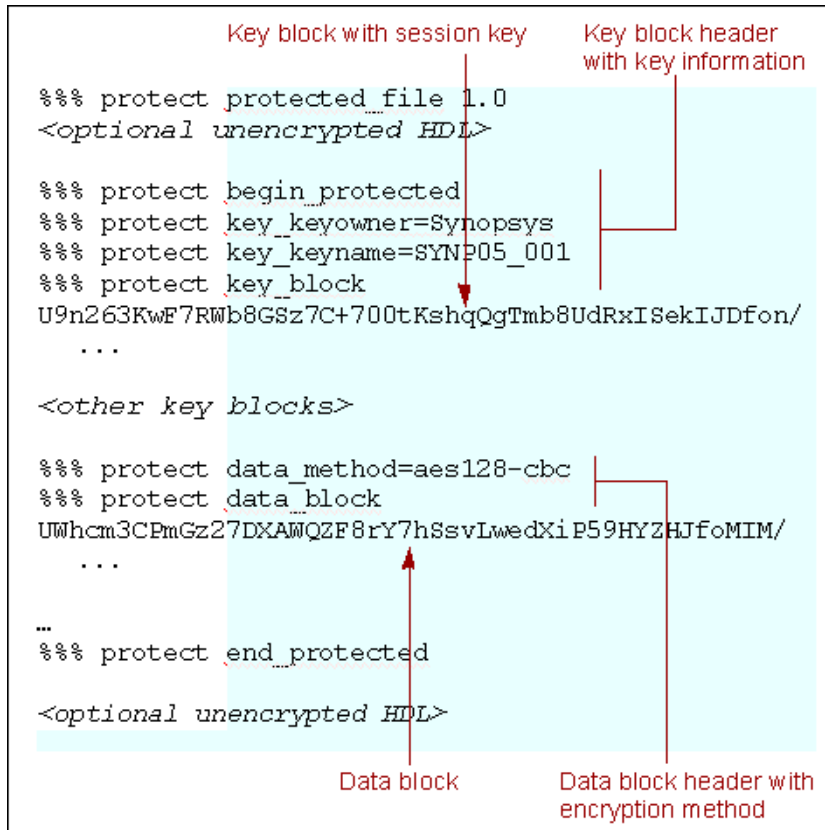 Key block with session key
Key block header
with key information
%%% protect protected_file 1.0
<optional unencrypted HDL>
%%% protect begin_protected
%%% protect key_keyowner=Synopsys
%%% protect key_keyname=SYNP05_001
%%% protect key_block
U9n263KwF7RWb8GSz7C+700tKshqQgTmb8UdRxISekIJDfon/
...
<other key blocks>
%%% protect data_method=aes128-cbc
%%% protect data_block
UWhcm3CPmGz27DXAWQZF8rY7hSsvLwedXiP59HYZHJfoMIM/
...
…
%%% protect end_protected
<optional unencrypted HDL>
Data block
Data block header with
encryption method